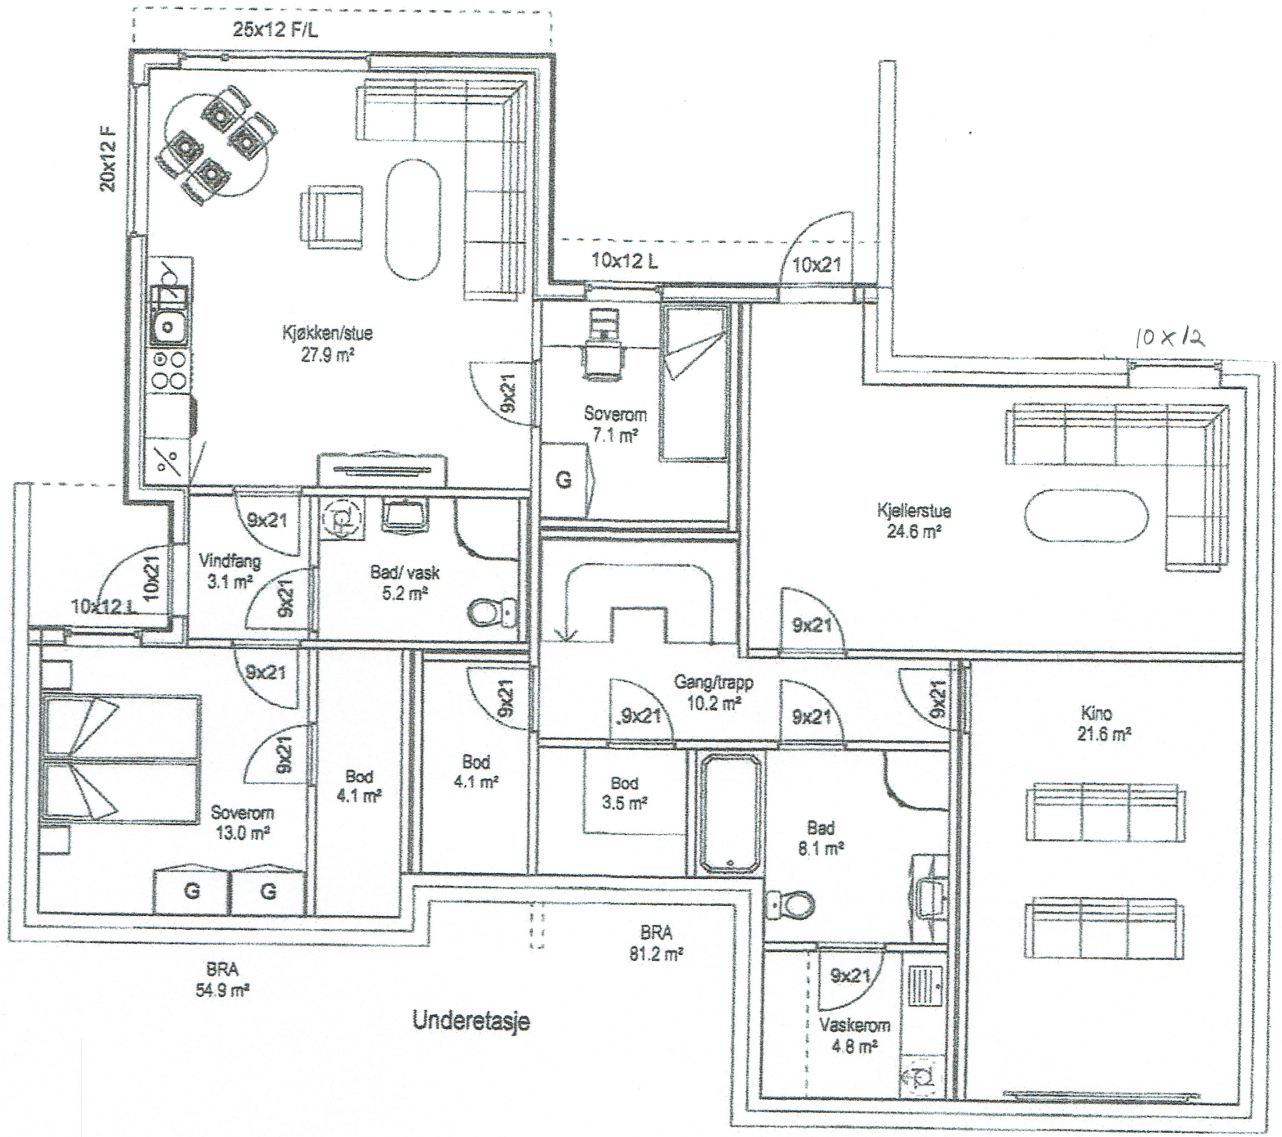 25x12 F/L
20x12 F
10x12 L
10x21
10x12
Kjøkken/stue
27.9 m²
9x21
Soverom
7.1 m²
G
Kjellerstue
24.6 m²
9x21
Vindfang
3.1 m²
10x21
9x21
Bad/ vask
5.2 m²
10x12 L
9x21
9x21
Gang/trapp
10.2 m²
9x21
9x21
9x21
9x21
Kino
21.6 m²
9x21
Soverom
13.0 m²
Bod
4.1 m²
Bod
4.1 m²
Bod
3.5 m²
Bad
8.1 m²
G
G
BRA
54.9 m²
BRA
81.2 m²
9x21
Underetasje
Vaskerom
4.8 m²